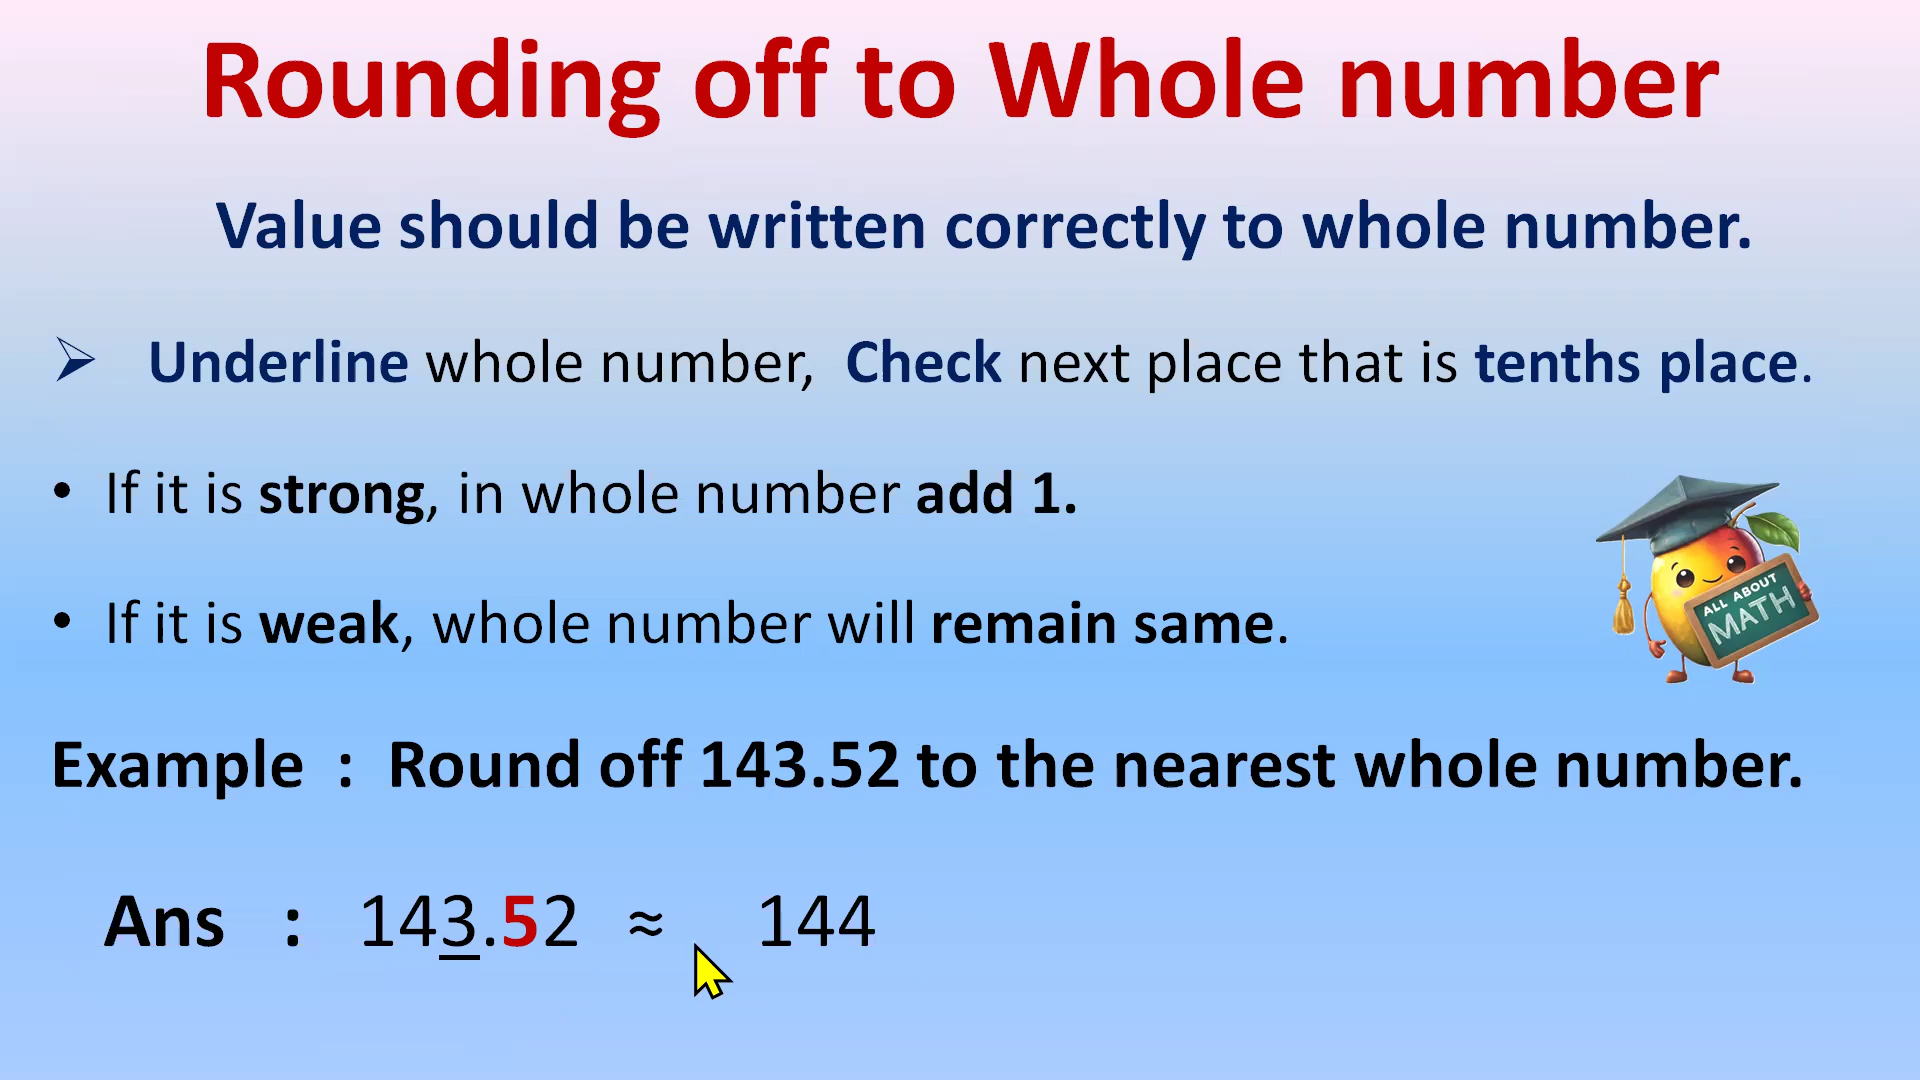 Rounding off to Whole number
Value should be written correctly to whole number.
➢ Underline whole number, Check next place that is tenths place.
• If it is strong, in whole number add 1.
• If it is weak, whole number will remain same.
ALL ABOUT
MATH
Example : Round off 143.52 to the nearest whole number.
Ans : 143.52 ≈ 144